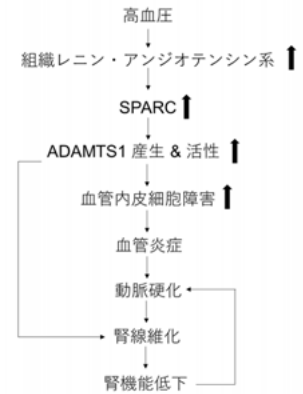 高血圧
組織レニン・アンジオテンシン系
SPARC
ADAMTS1 産生 & 活性
血管内皮細胞障害
血管炎症
動脈硬化
腎線維化
腎機能低下